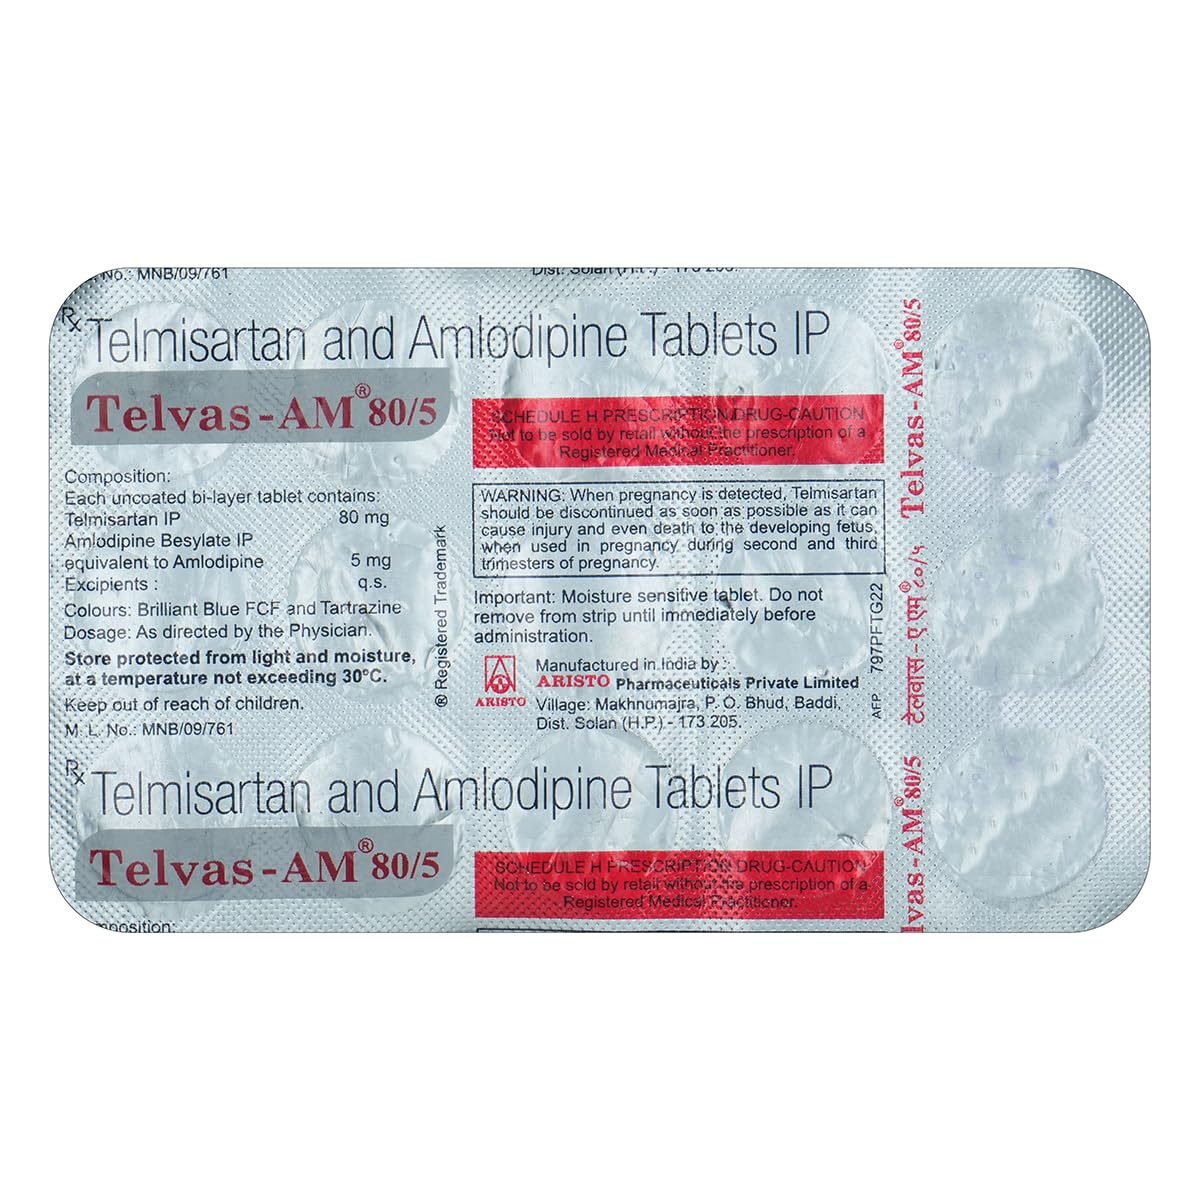 No.: MNB/09/761
Dist. Solan (H.P.) - 173 205.
Rx Telmisartan and Amlodipine Tablets IP
Telvas-AM® 80/5
Composition:
Each uncoated bi-layer tablet contains:
Telmisartan IP 80 mg
Amlodipine Besylate IP
equivalent to Amlodipine 5 mg
Excipients : q.s.
Colours: Brilliant Blue FCF and Tartrazine
Dosage: As directed by the Physician.
Store protected from light and moisture,
at a temperature not exceeding 30°C.
Keep out of reach of children.
M. L. No.: MNB/09/761
® Registered Trademark
SCHEDULE H PRESCRIPTION DRUG-CAUTION
Not to be sold by retail without the prescription of a
Registered Medical Practitioner.
WARNING: When pregnancy is detected, Telmisartan
should be discontinued as soon as possible as it can
cause injury and even death to the developing fetus,
when used in pregnancy during second and third
trimesters of pregnancy.
Important: Moisture sensitive tablet. Do not
remove from strip until immediately before
administration.
ARISTO
Manufactured in India by :
ARISTO Pharmaceuticals Private Limited
Village: Makhnumajra, P. O. Bhud, Baddi,
Dist. Solan (H.P.) - 173 205.
AFP 797PFTG22
Telvas-AM® 80/5
टेलवास-ए एम® ८०/५
lvas-AM® 80/5
Rx Telmisartan and Amlodipine Tablets IP
Telvas-AM® 80/5
SCHEDULE H PRESCRIPTION DRUG-CAUTION
Not to be sold by retail without the prescription of a
Registered Medical Practitioner.
mposition: